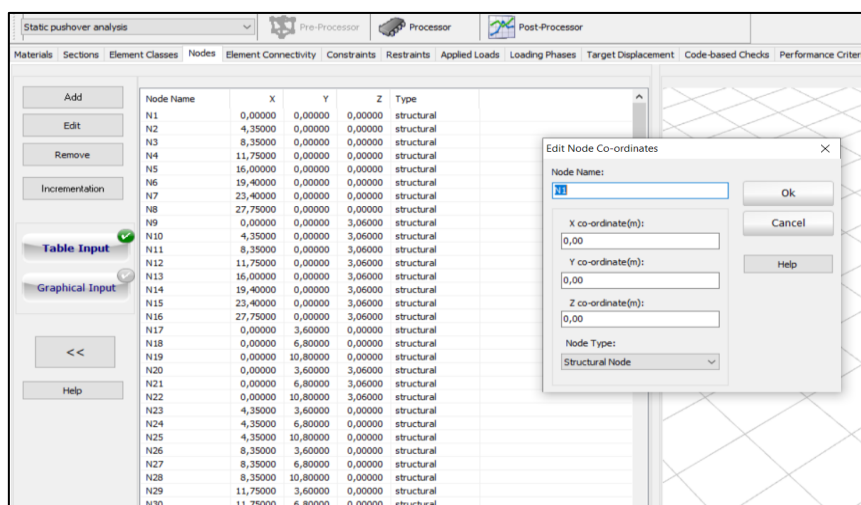 Static pushover analysis Pre-Processor Processor Post-Processor
Materials Sections Element Classes Nodes Element Connectivity Constraints Restraints Applied Loads Loading Phases Target Displacement Code-based Checks Performance Criter
Add
Edit
Remove
Incrementation
Table Input
Graphical Input
<<
Help
Node Name X Y Z Type
N1 0,00000 0,00000 0,00000 structural
N2 4,35000 0,00000 0,00000 structural
N3 8,35000 0,00000 0,00000 structural
N4 11,75000 0,00000 0,00000 structural
N5 16,00000 0,00000 0,00000 structural
N6 19,40000 0,00000 0,00000 structural
N7 23,40000 0,00000 0,00000 structural
N8 27,75000 0,00000 0,00000 structural
N9 0,00000 0,00000 3,06000 structural
N10 4,35000 0,00000 3,06000 structural
N11 8,35000 0,00000 3,06000 structural
N12 11,75000 0,00000 3,06000 structural
N13 16,00000 0,00000 3,06000 structural
N14 19,40000 0,00000 3,06000 structural
N15 23,40000 0,00000 3,06000 structural
N16 27,75000 0,00000 3,06000 structural
N17 0,00000 3,60000 0,00000 structural
N18 0,00000 6,80000 0,00000 structural
N19 0,00000 10,80000 0,00000 structural
N20 0,00000 3,60000 3,06000 structural
N21 0,00000 6,80000 3,06000 structural
N22 0,00000 10,80000 3,06000 structural
N23 4,35000 3,60000 0,00000 structural
N24 4,35000 6,80000 0,00000 structural
N25 4,35000 10,80000 0,00000 structural
N26 8,35000 3,60000 0,00000 structural
N27 8,35000 6,80000 0,00000 structural
N28 8,35000 10,80000 0,00000 structural
N29 11,75000 3,60000 0,00000 structural
N30 11,75000 6,80000 0,00000 structural
Edit Node Co-ordinates
Node Name:
N1
Ok
X co-ordinate(m):
Cancel
0,00
Y co-ordinate(m):
Help
0,00
Z co-ordinate(m):
0,00
Node Type:
Structural Node